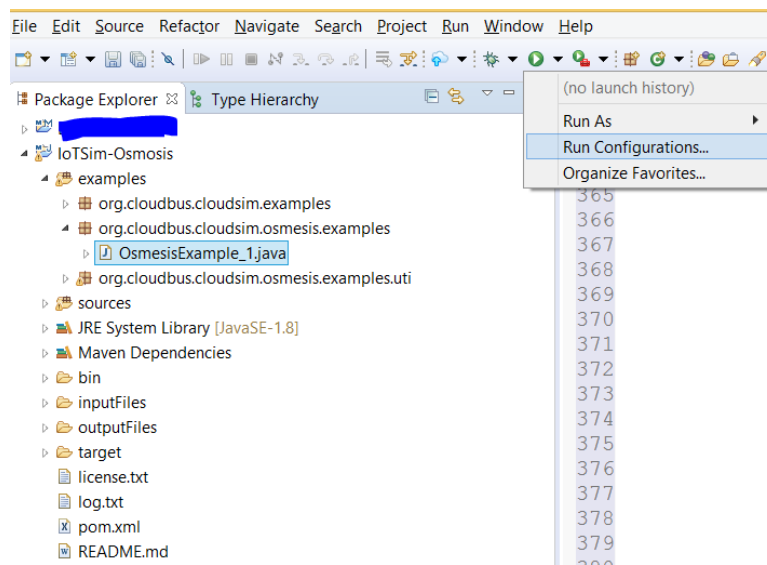 File Edit Source Refactor Navigate Search Project Run Window Help
Package Explorer Type Hierarchy
(no launch history)
Run As
Run Configurations...
Organize Favorites...
IoTSim-Osmosis
examples
org.cloudbus.cloudsim.examples
org.cloudbus.cloudsim.osmesis.examples
OsmesisExample_1.java
org.cloudbus.cloudsim.osmesis.examples.uti
sources
JRE System Library [JavaSE-1.8]
Maven Dependencies
bin
inputFiles
outputFiles
target
license.txt
log.txt
pom.xml
README.md
365
366
367
368
369
370
371
372
373
374
375
376
377
378
379